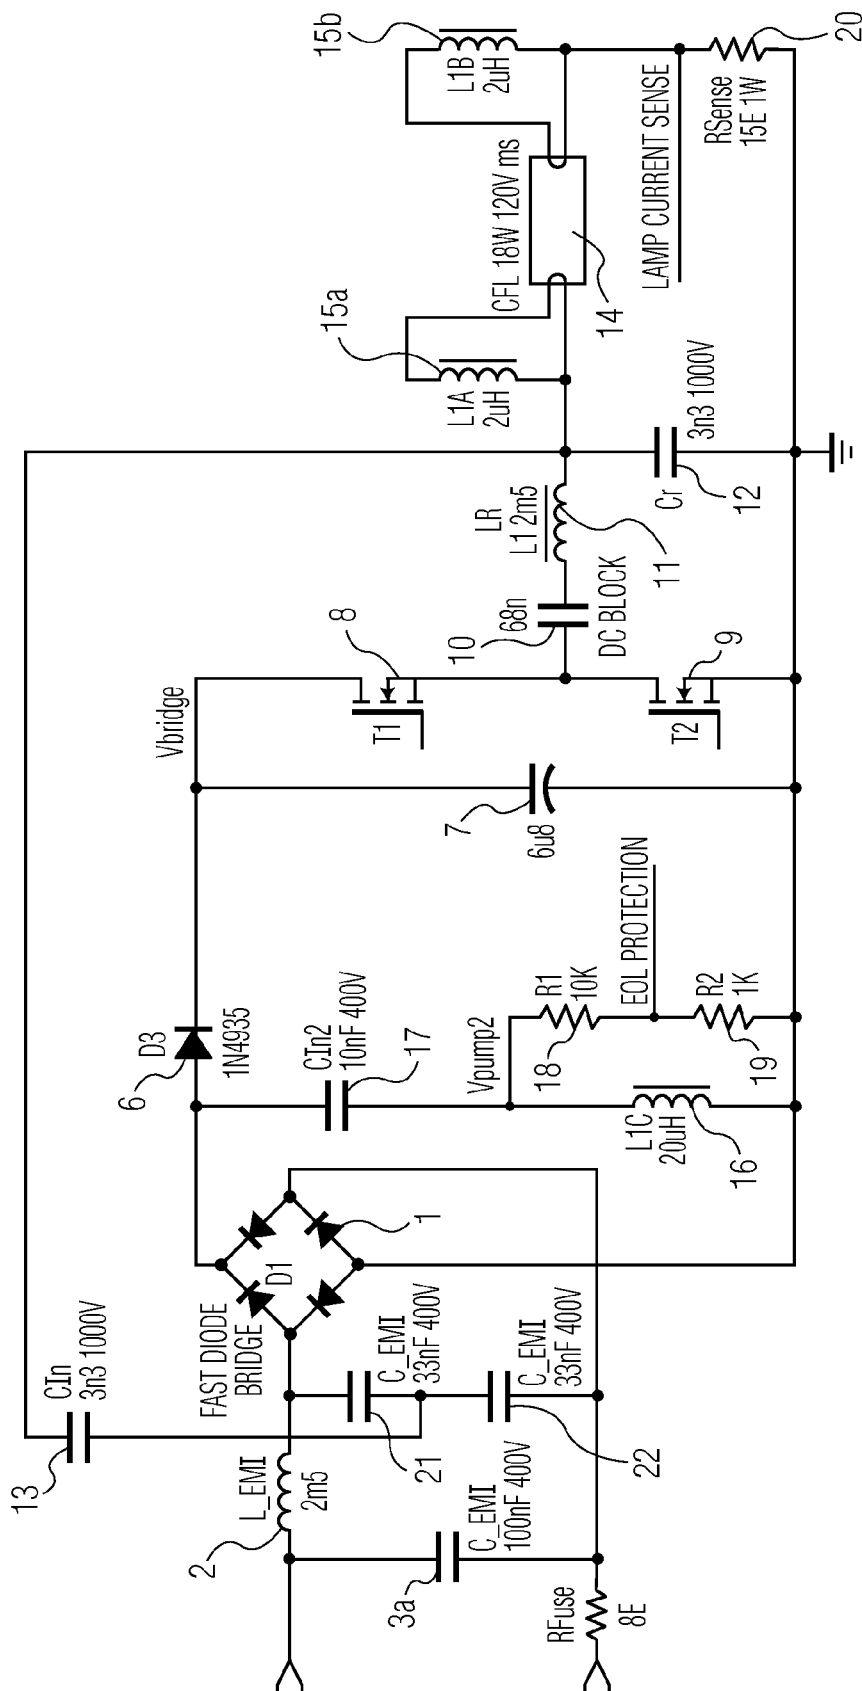 13
CIn
3n3 1000V
2
L_EMI
2m5
3a
C_EMI
100nF 400V
RFuse
8E
FAST DIODE
BRIDGE
D1
1
21
C_EMI
33nF 400V
22
C_EMI
33nF 400V
6
D3
1N4935
CIn2
10nF 400V
17
Vpump2
18
R1
10K
EOL PROTECTION
19
R2
1K
L1C
20uH
16
7
6u8
Vbridge
T1
8
T2
9
10
68n
DC BLOCK
LR
L1 2m5
11
Cr
12
3n3 1000V
15a
L1A
2uH
CFL 18W 120V ms
14
15b
L1B
2uH
LAMP CURRENT SENSE
RSense
15E 1W
20